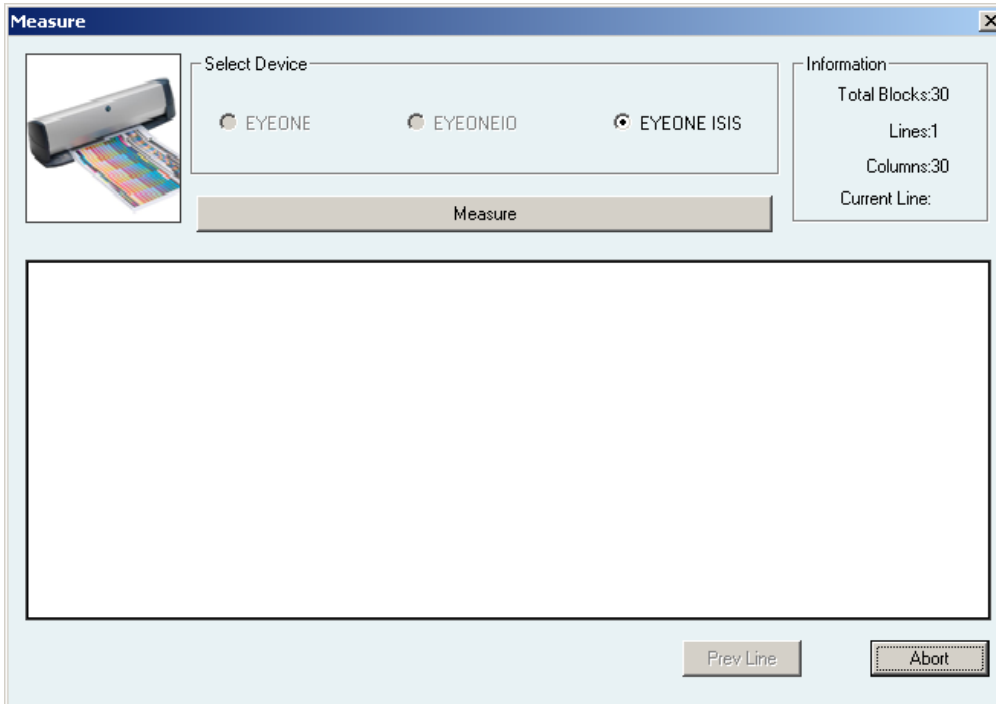 Measure
Select Device
EYEONE
EYEONEIO
EYEONE ISIS
Measure
Information
Total Blocks:30
Lines:1
Columns:30
Current Line:
Prev Line
Abort